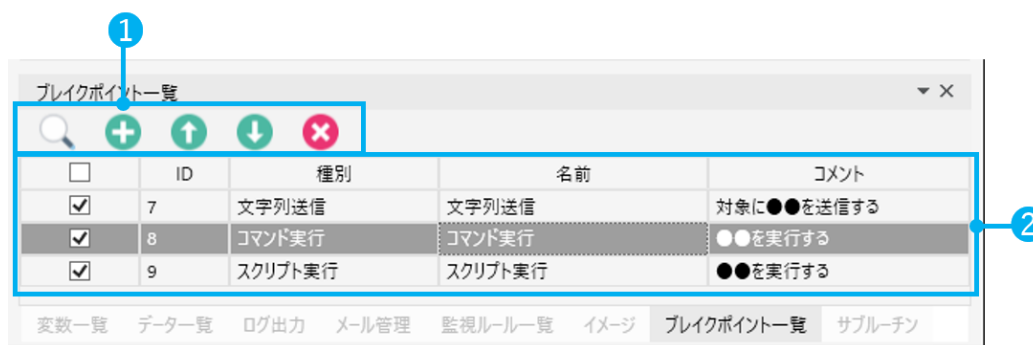 1
ブレイクポイント一覧
ID 種別 名前 コメント
7 文字列送信 文字列送信 対象に●●を送信する
8 コマンド実行 コマンド実行 ●●を実行する
9 スクリプト実行 スクリプト実行 ●●を実行する
2
変数一覧 データ一覧 ログ出力 メール管理 監視ルール一覧 イメージ ブレイクポイント一覧 サブルーチン